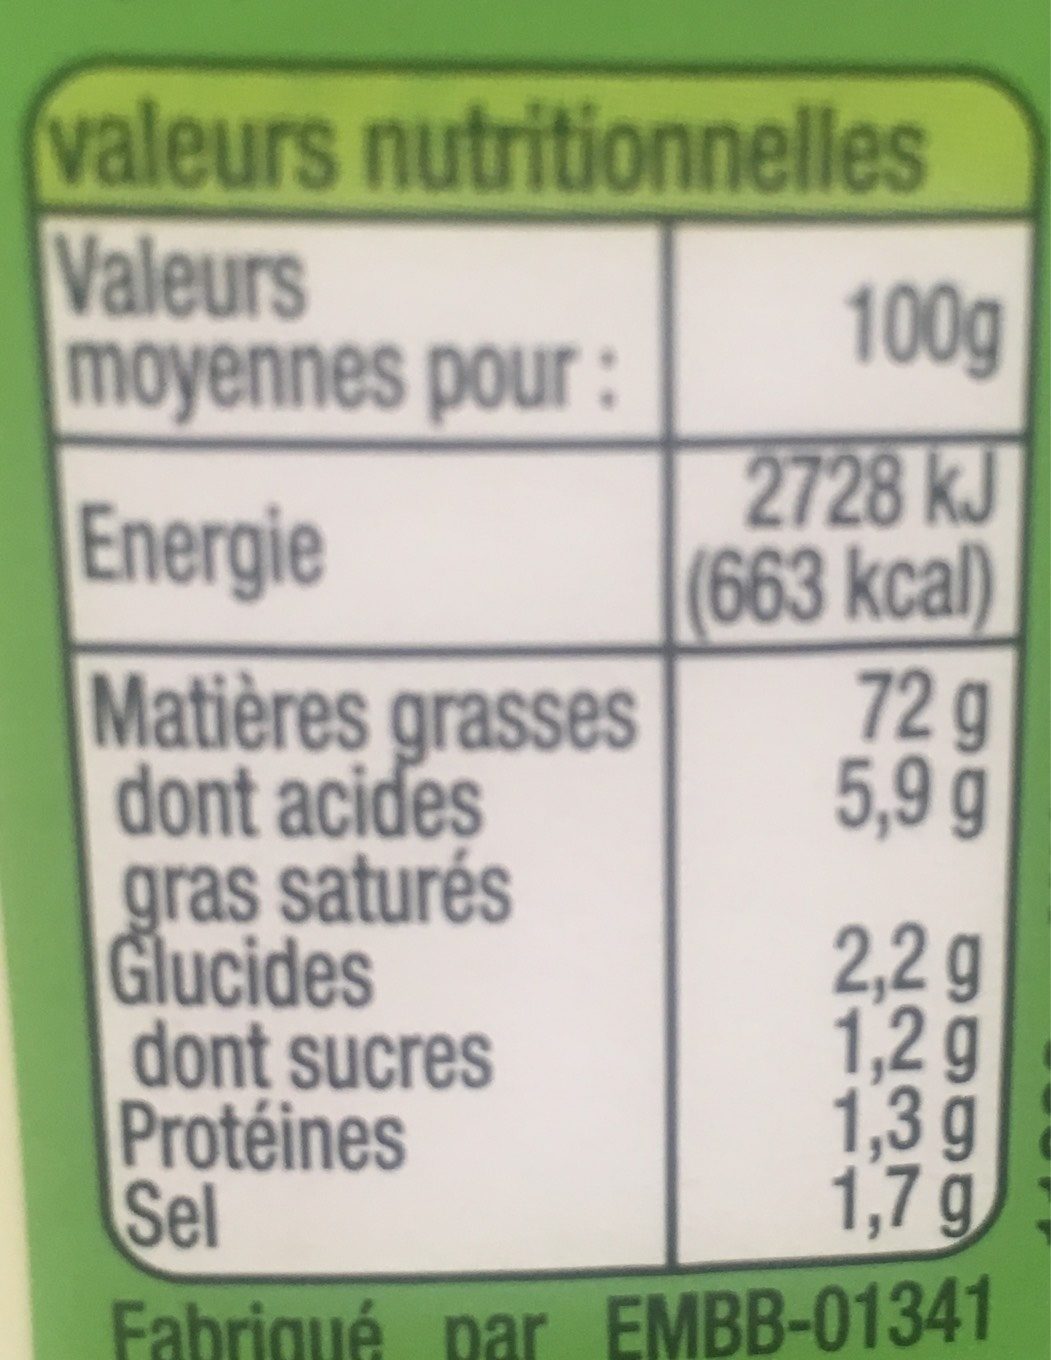 valeurs nutritionnelles
Valeurs
moyennes pour :
100g
Energie
2728 kJ
(663 kcal)
Matières grasses 72 g
dont acides 5,9 g
gras saturés
Glucides 2,2 g
dont sucres 1,2 g
Protéines 1,3 g
Sel 1,7 g
Fabriqué par EMBB-01341